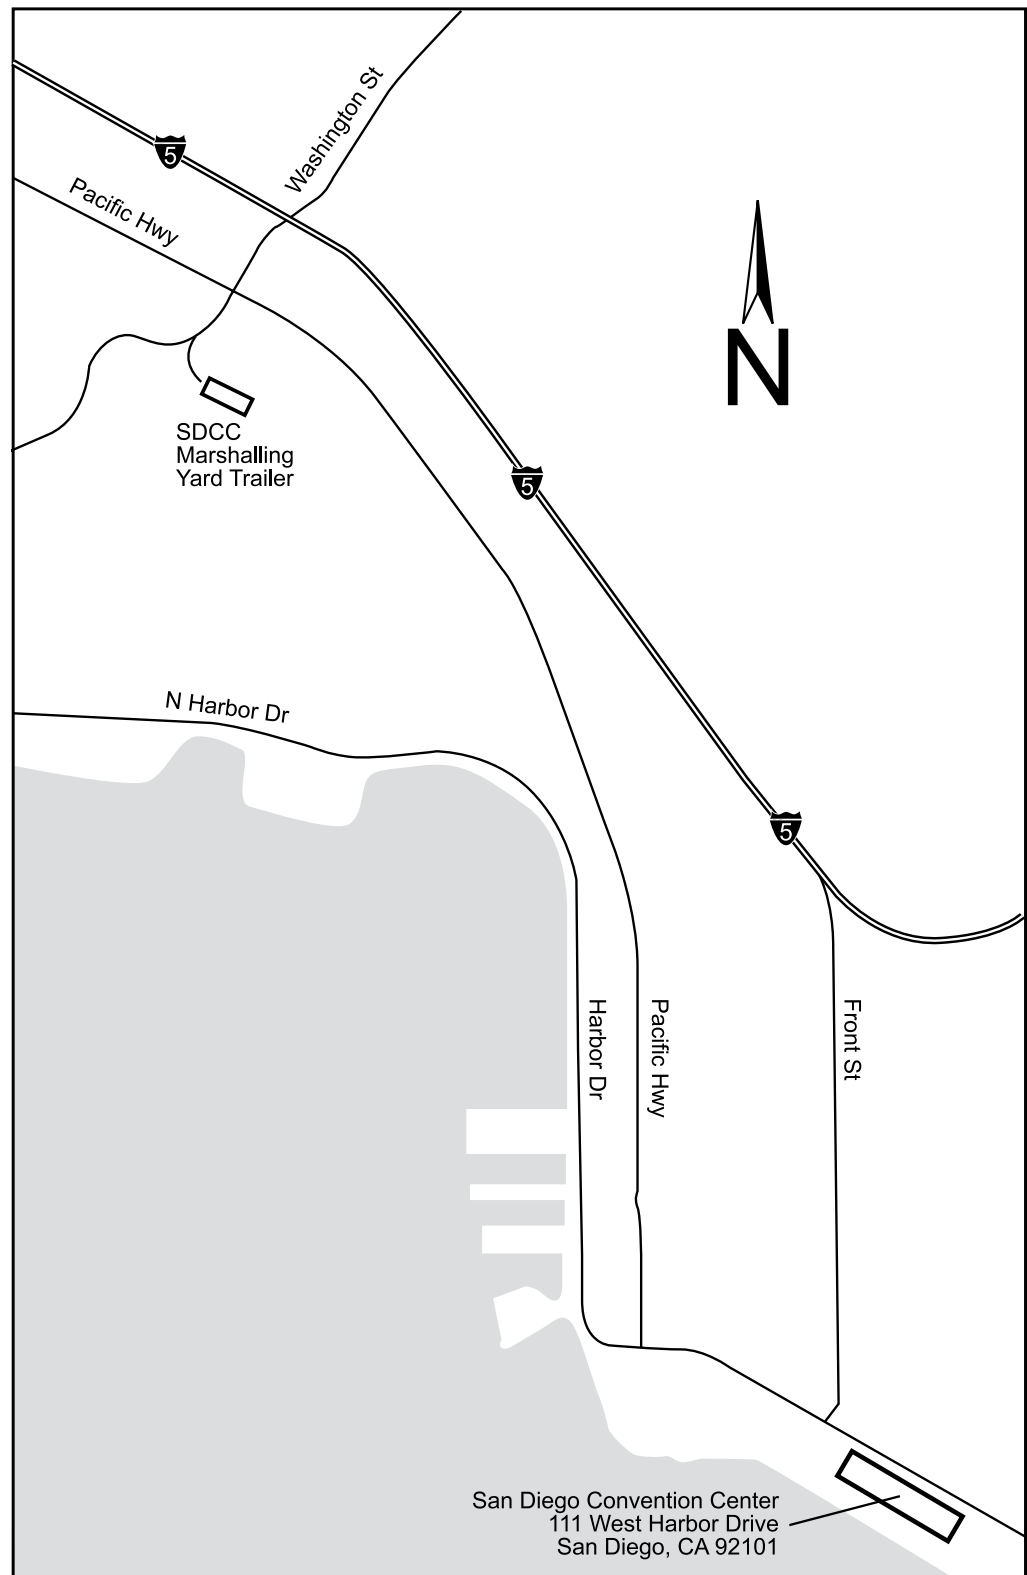 Washington St
5
Pacific Hwy
N
SDCC
Marshalling
Yard Trailer
5
N Harbor Dr
5
Harbor Dr
Pacific Hwy
Front St
San Diego Convention Center
111 West Harbor Drive
San Diego, CA 92101